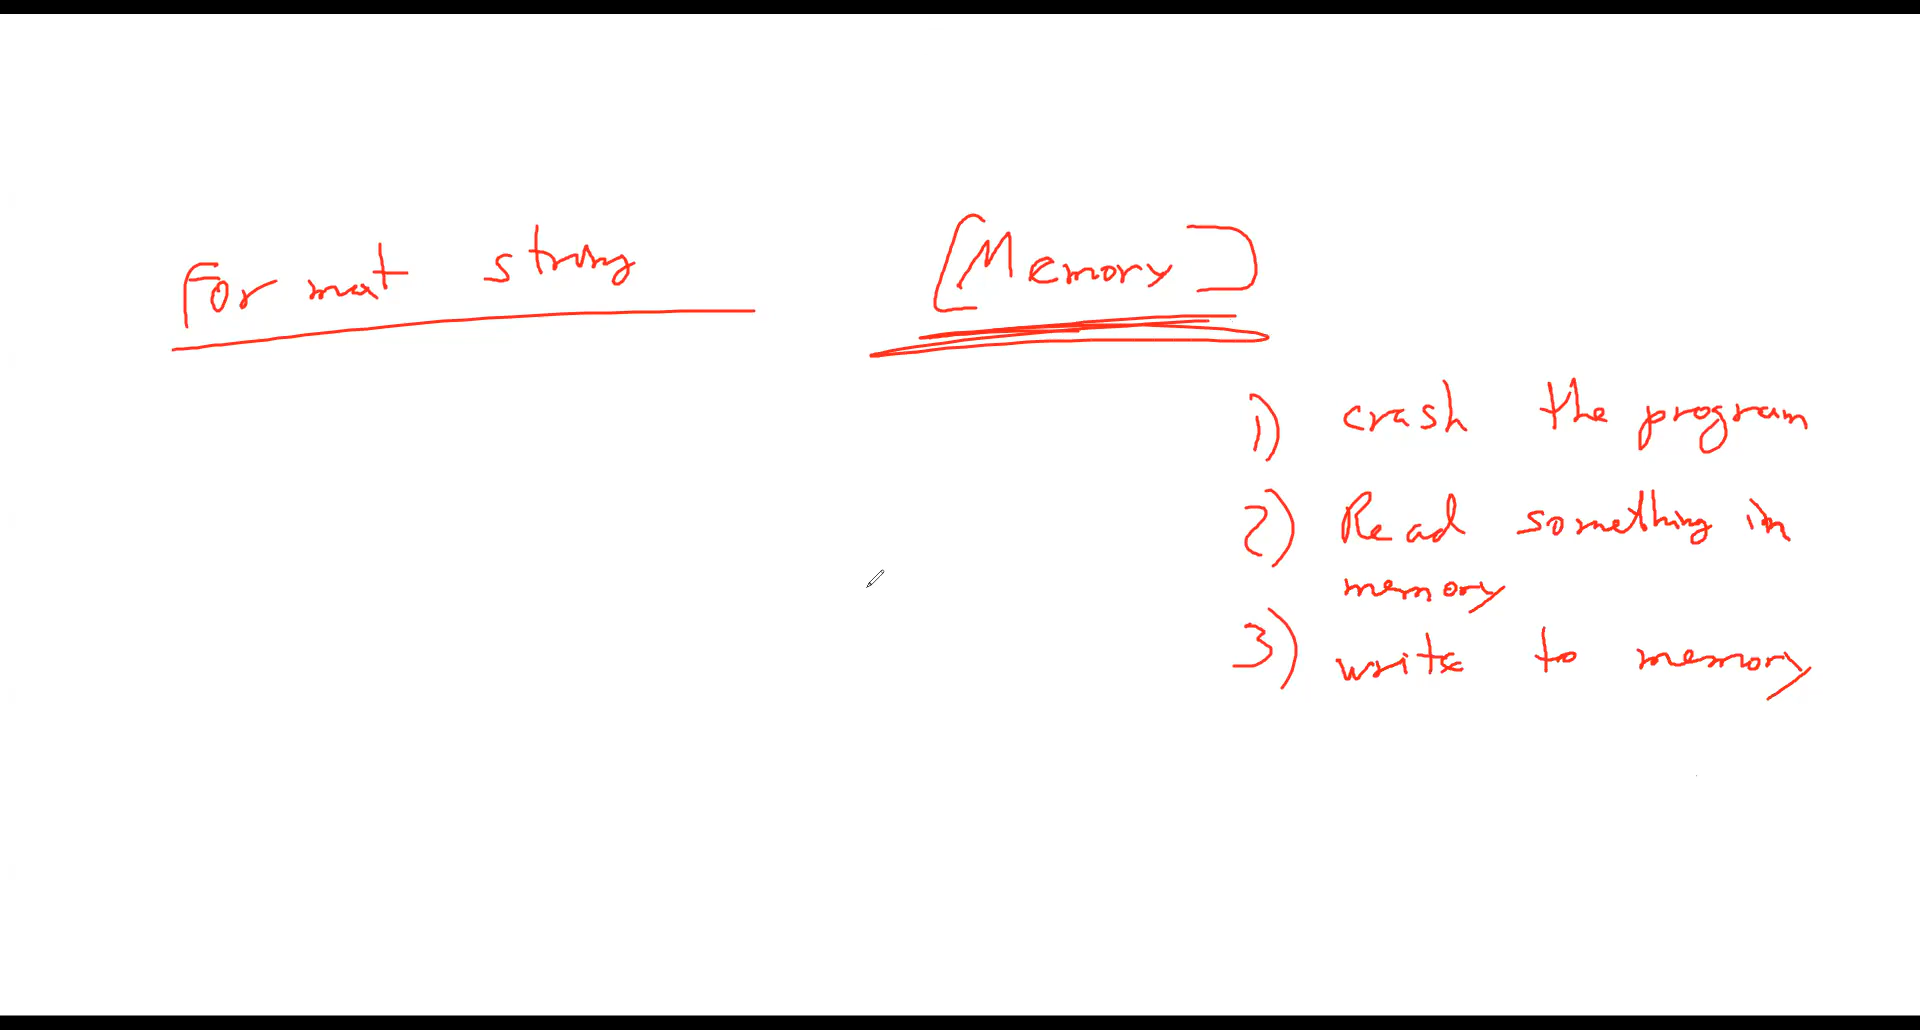 Format string
[Memory]
1) crash the program
2) Read something in
memory
3) write to memory